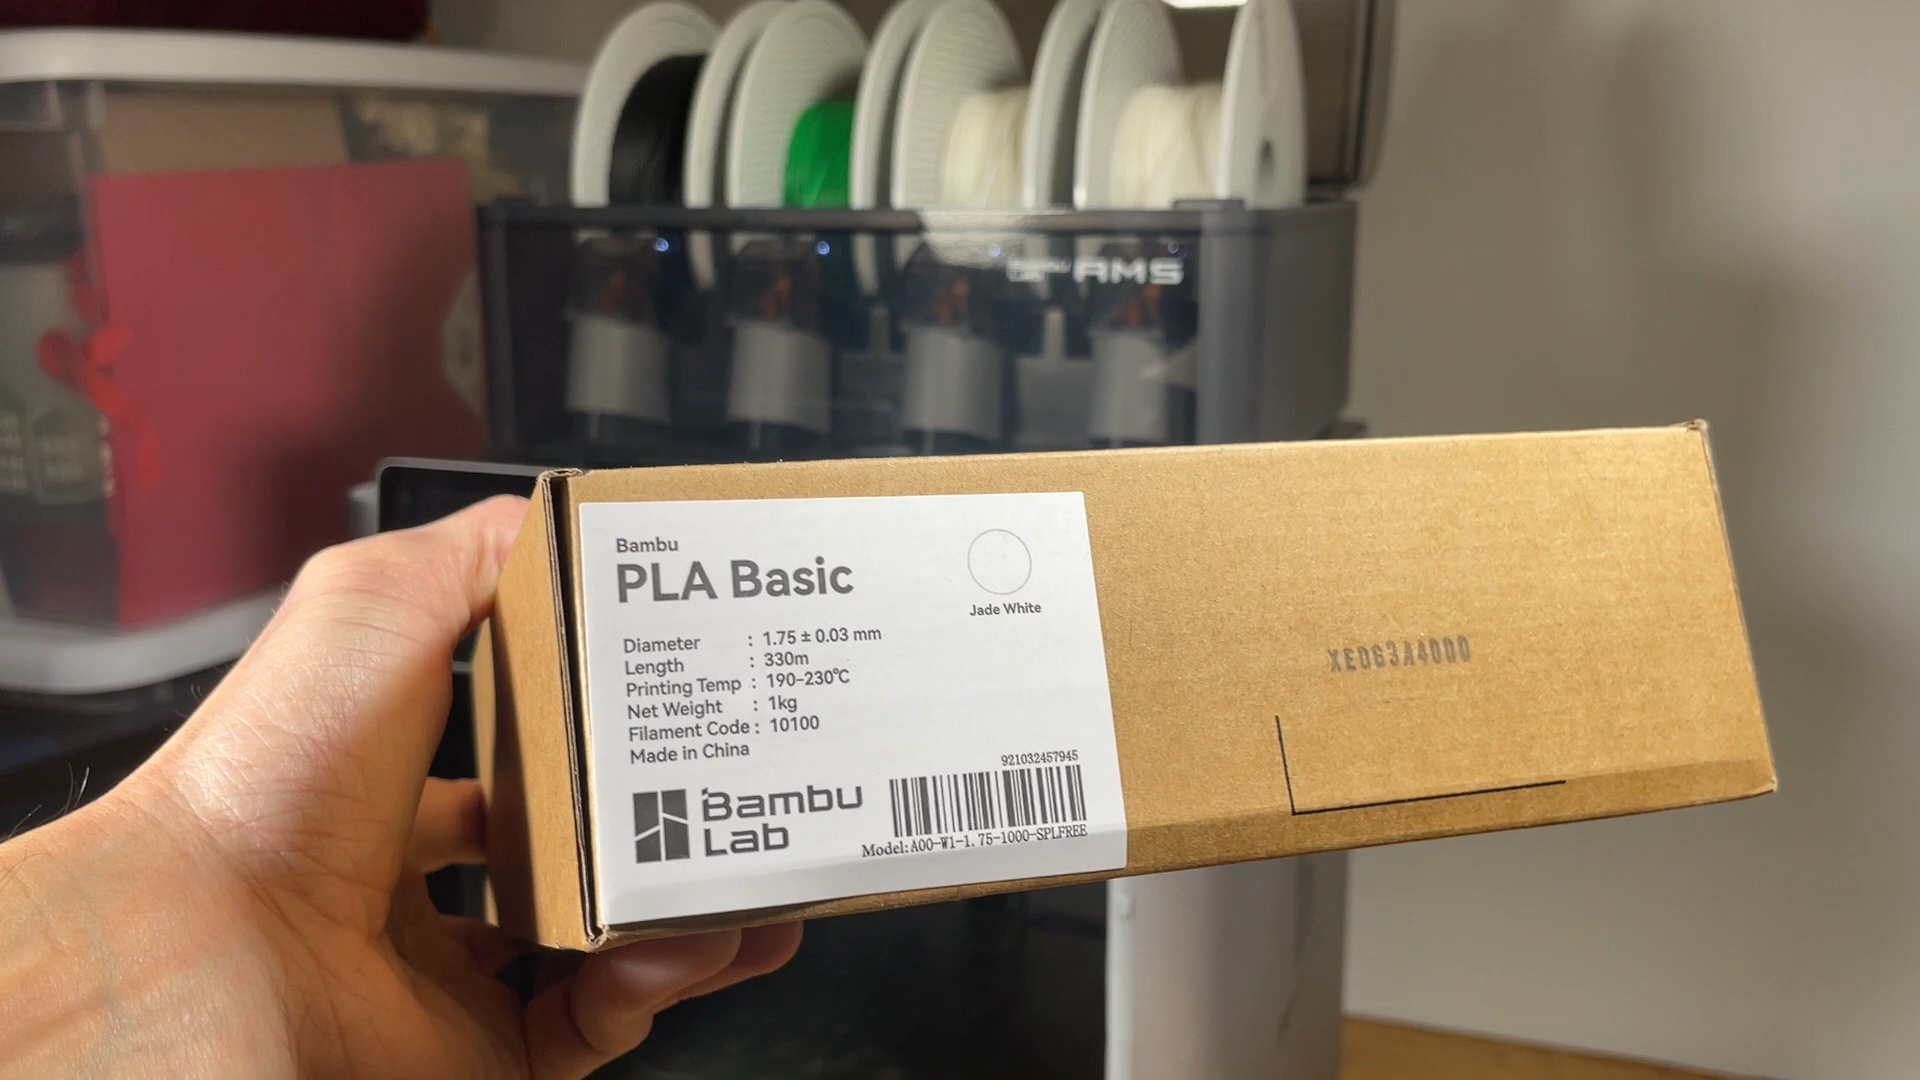 AMS
Bambu
PLA Basic
Jade White
Diameter : 1.75 ± 0.03 mm
Length : 330m
Printing Temp : 190-230℃
Net Weight : 1kg
Filament Code : 10100
Made in China
921032457945
Bambu
Lab
Model:A00-W1-1.75-1000-SPLFREE
XE063A4000